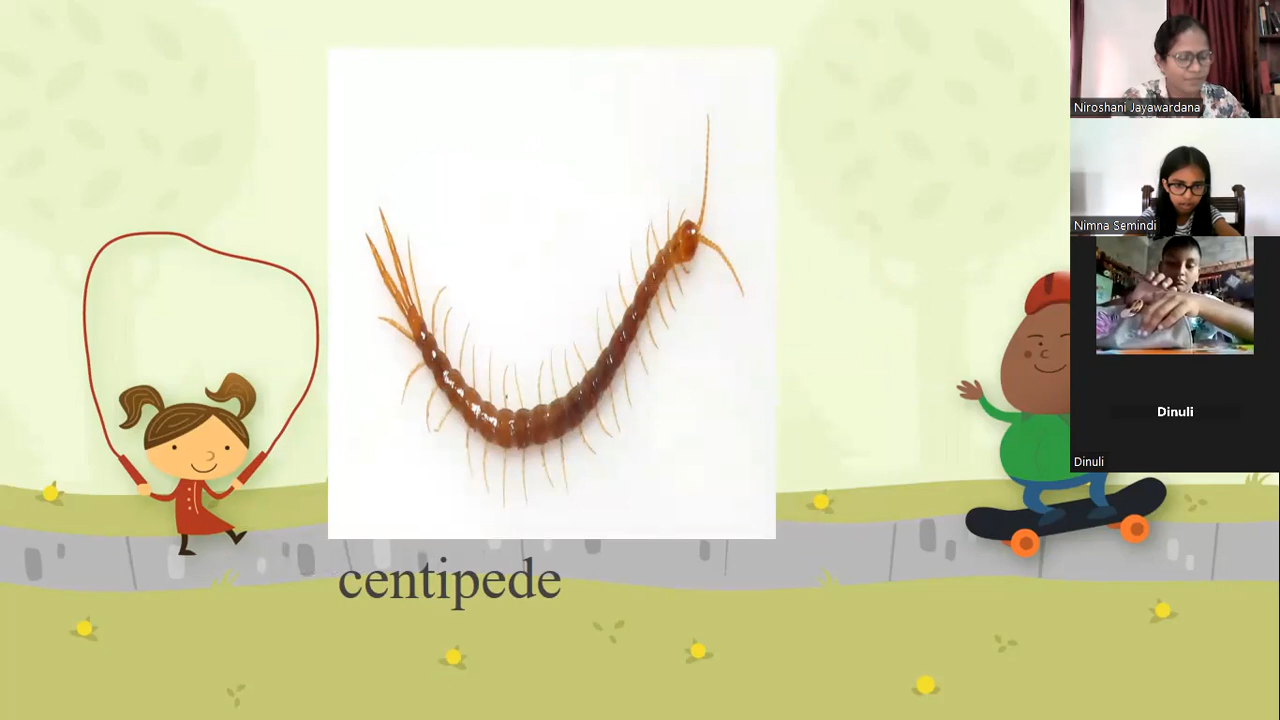 Niroshani Jayawardana
Nimna Semindi
Dinuli
Dinuli
centipede